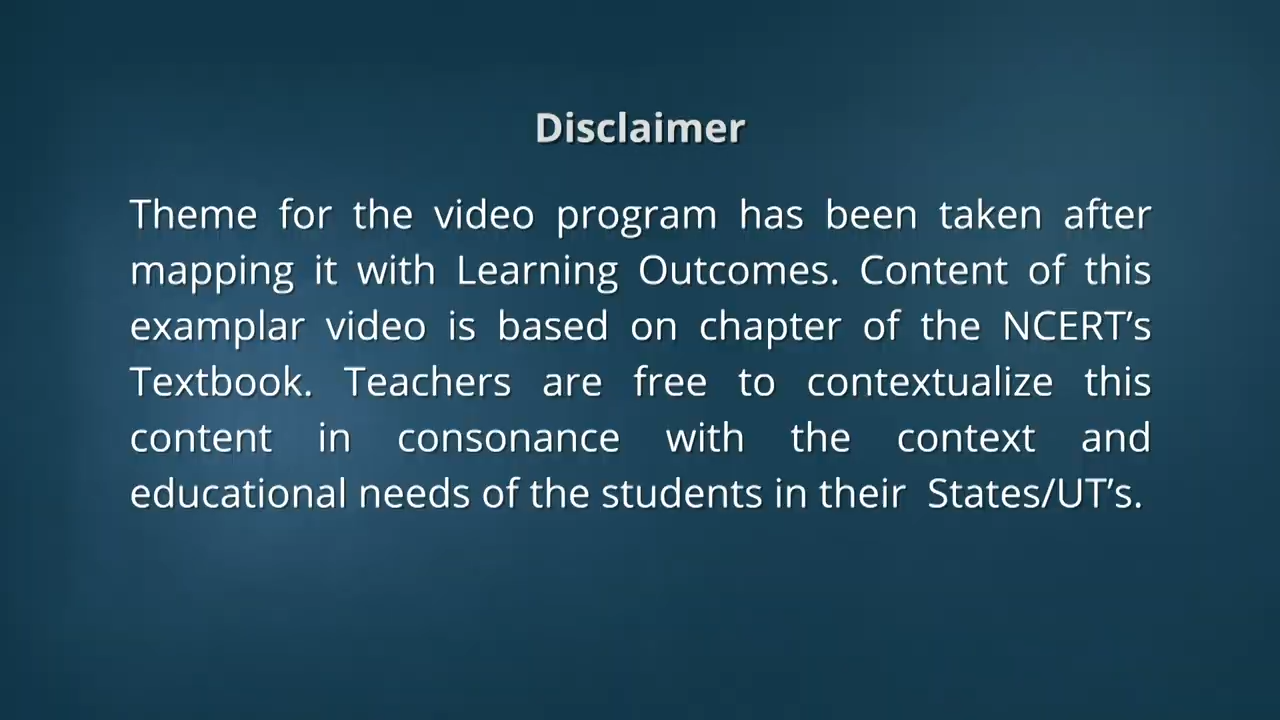 Disclaimer
Theme for the video program has been taken after
mapping it with Learning Outcomes. Content of this
examplar video is based on chapter of the NCERT’s
Textbook. Teachers are free to contextualize this
content in consonance with the context and
educational needs of the students in their States/UT’s.